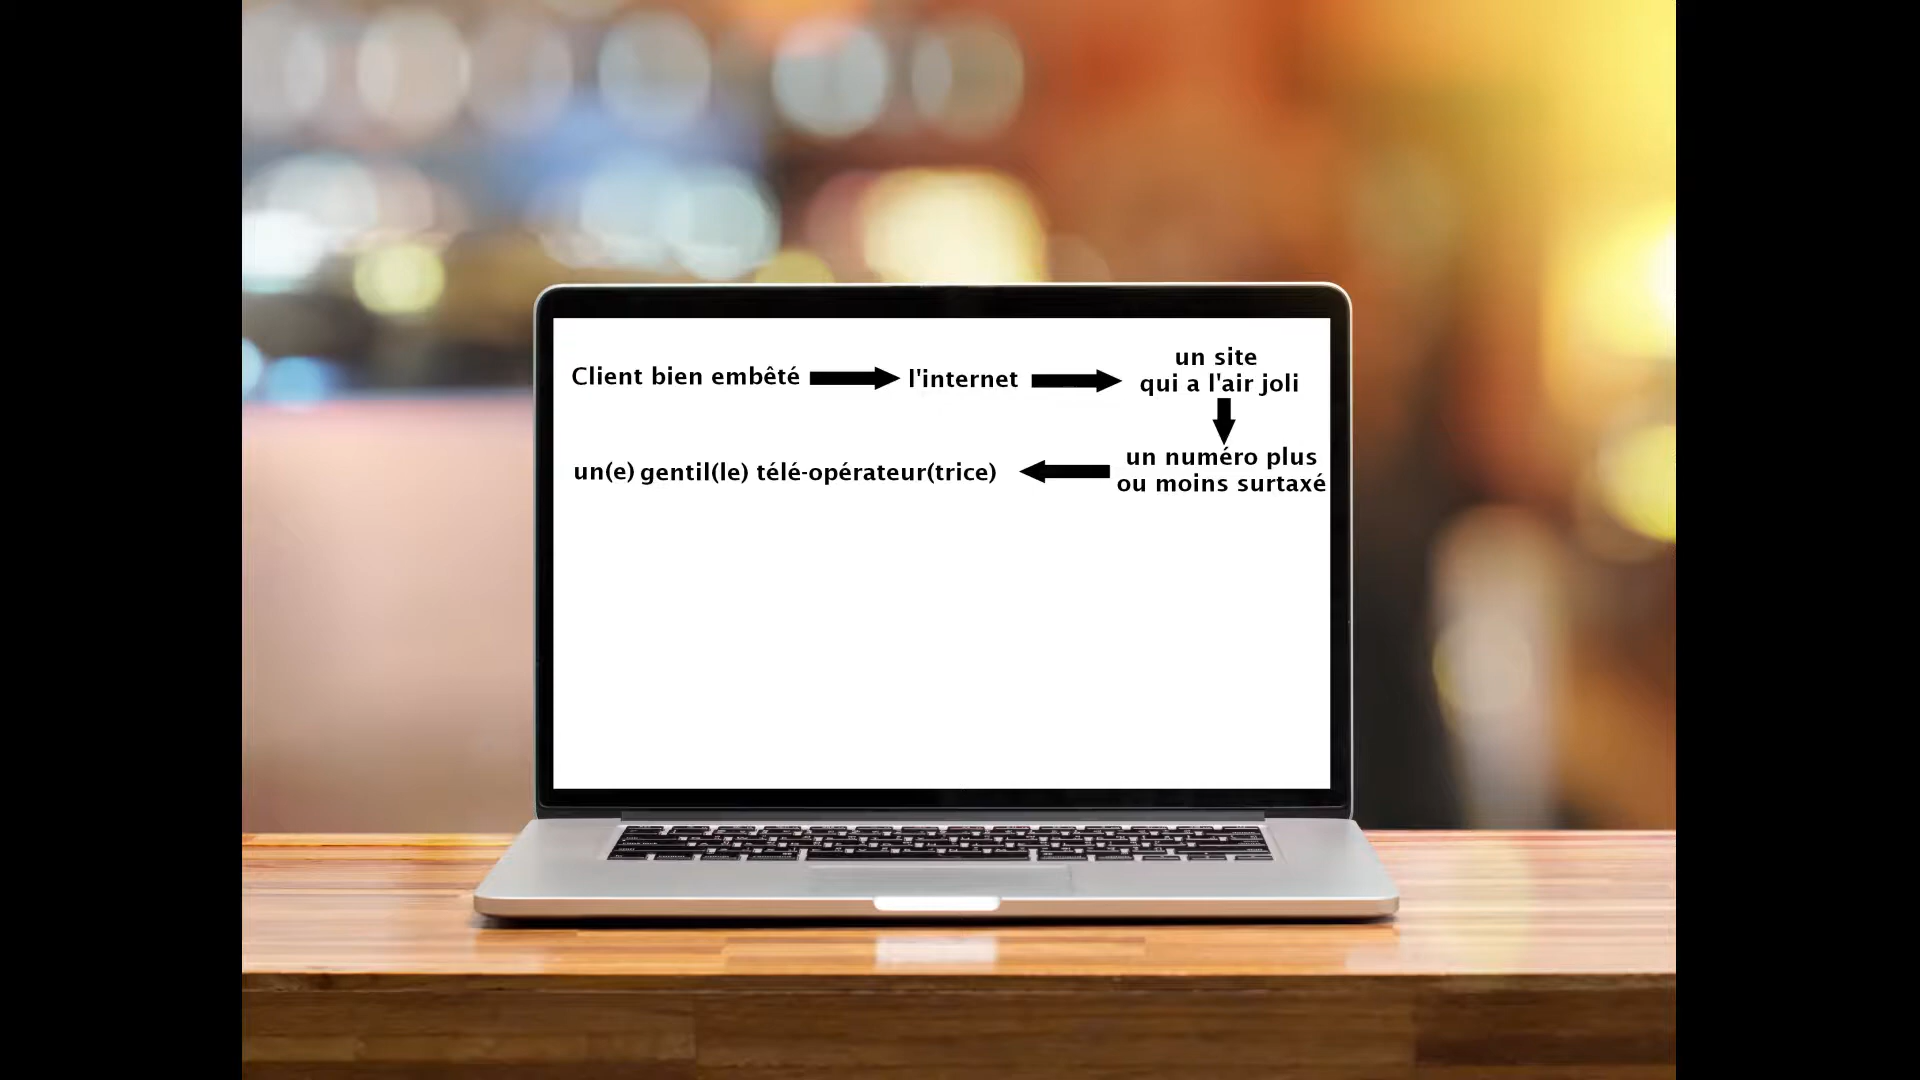 Client bien embêté
l'internet
un site
qui a l'air joli
un numéro plus
ou moins surtaxé
un(e) gentil(le) télé-opérateur(trice)